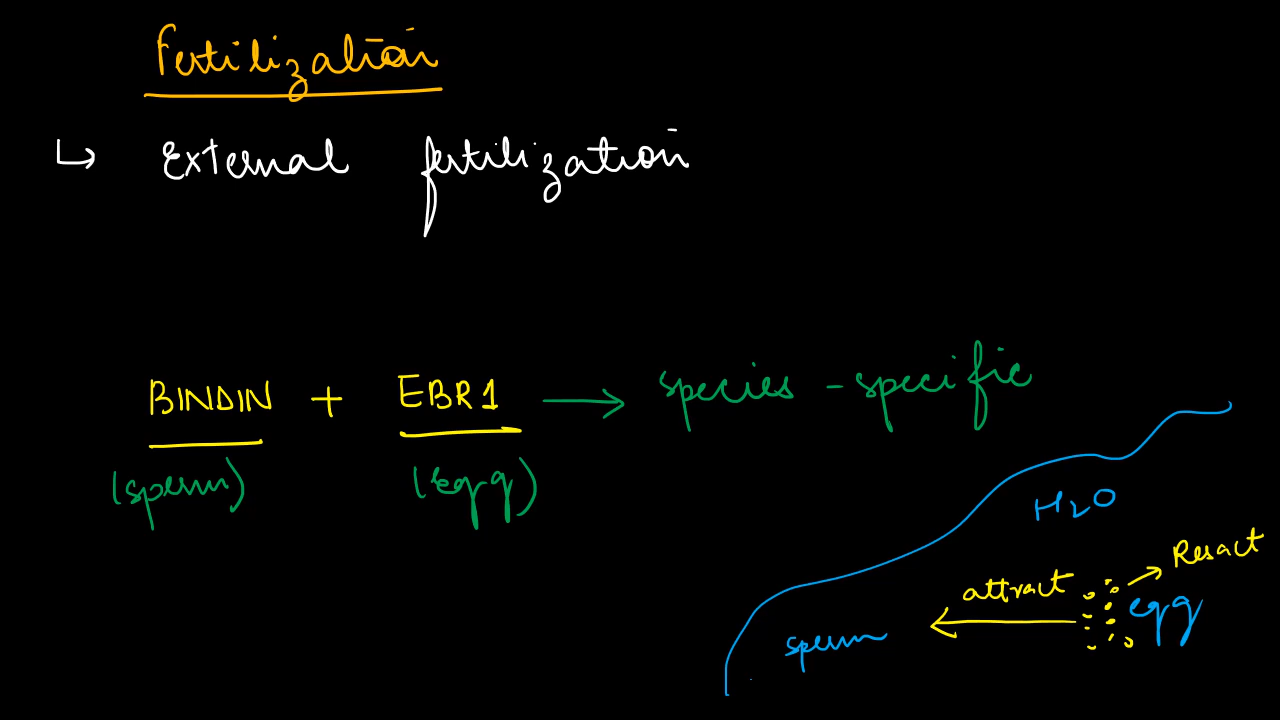 Fertilization
↳ External fertilization
BINDIN + EBR1 → species - specific
(sperm) (egg)
H2O
Resact
attract
sperm egg